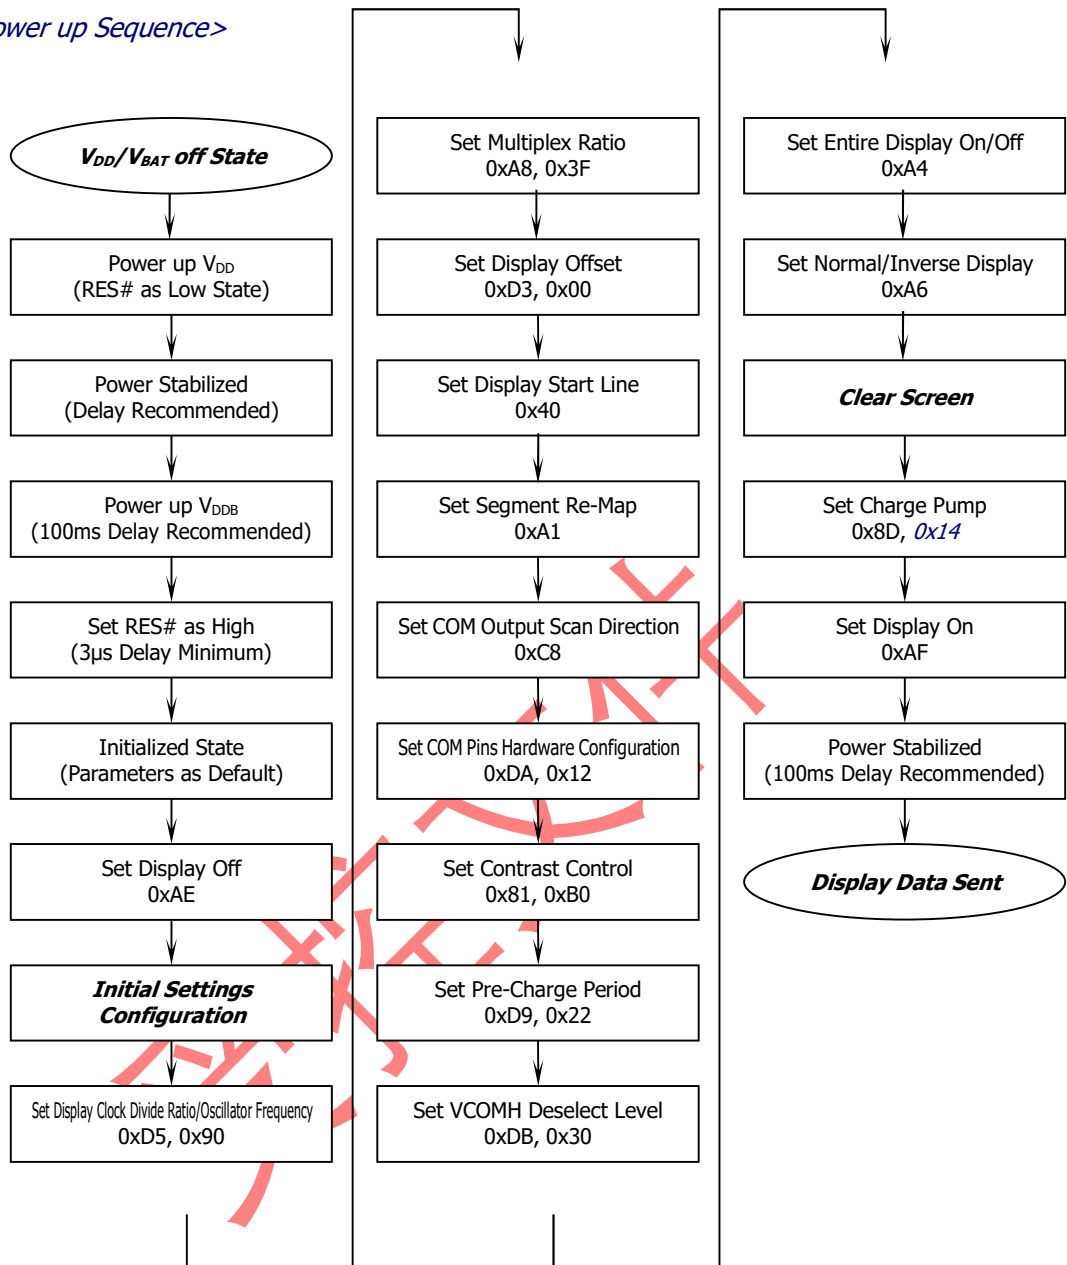 ower up Sequence>
VDD/VBAT off State
Power up VDD
(RES# as Low State)
Power Stabilized
(Delay Recommended)
Power up VDDB
(100ms Delay Recommended)
Set RES# as High
(3μs Delay Minimum)
Initialized State
(Parameters as Default)
Set Display Off
0xAE
Initial Settings
Configuration
Set Display Clock Divide Ratio/Oscillator Frequency
0xD5, 0x90
Set Multiplex Ratio
0xA8, 0x3F
Set Display Offset
0xD3, 0x00
Set Display Start Line
0x40
Set Segment Re-Map
0xA1
Set COM Output Scan Direction
0xC8
Set COM Pins Hardware Configuration
0xDA, 0x12
Set Contrast Control
0x81, 0xB0
Set Pre-Charge Period
0xD9, 0x22
Set VCOMH Deselect Level
0xDB, 0x30
Set Entire Display On/Off
0xA4
Set Normal/Inverse Display
0xA6
Clear Screen
Set Charge Pump
0x8D, 0x14
Set Display On
0xAF
Power Stabilized
(100ms Delay Recommended)
Display Data Sent